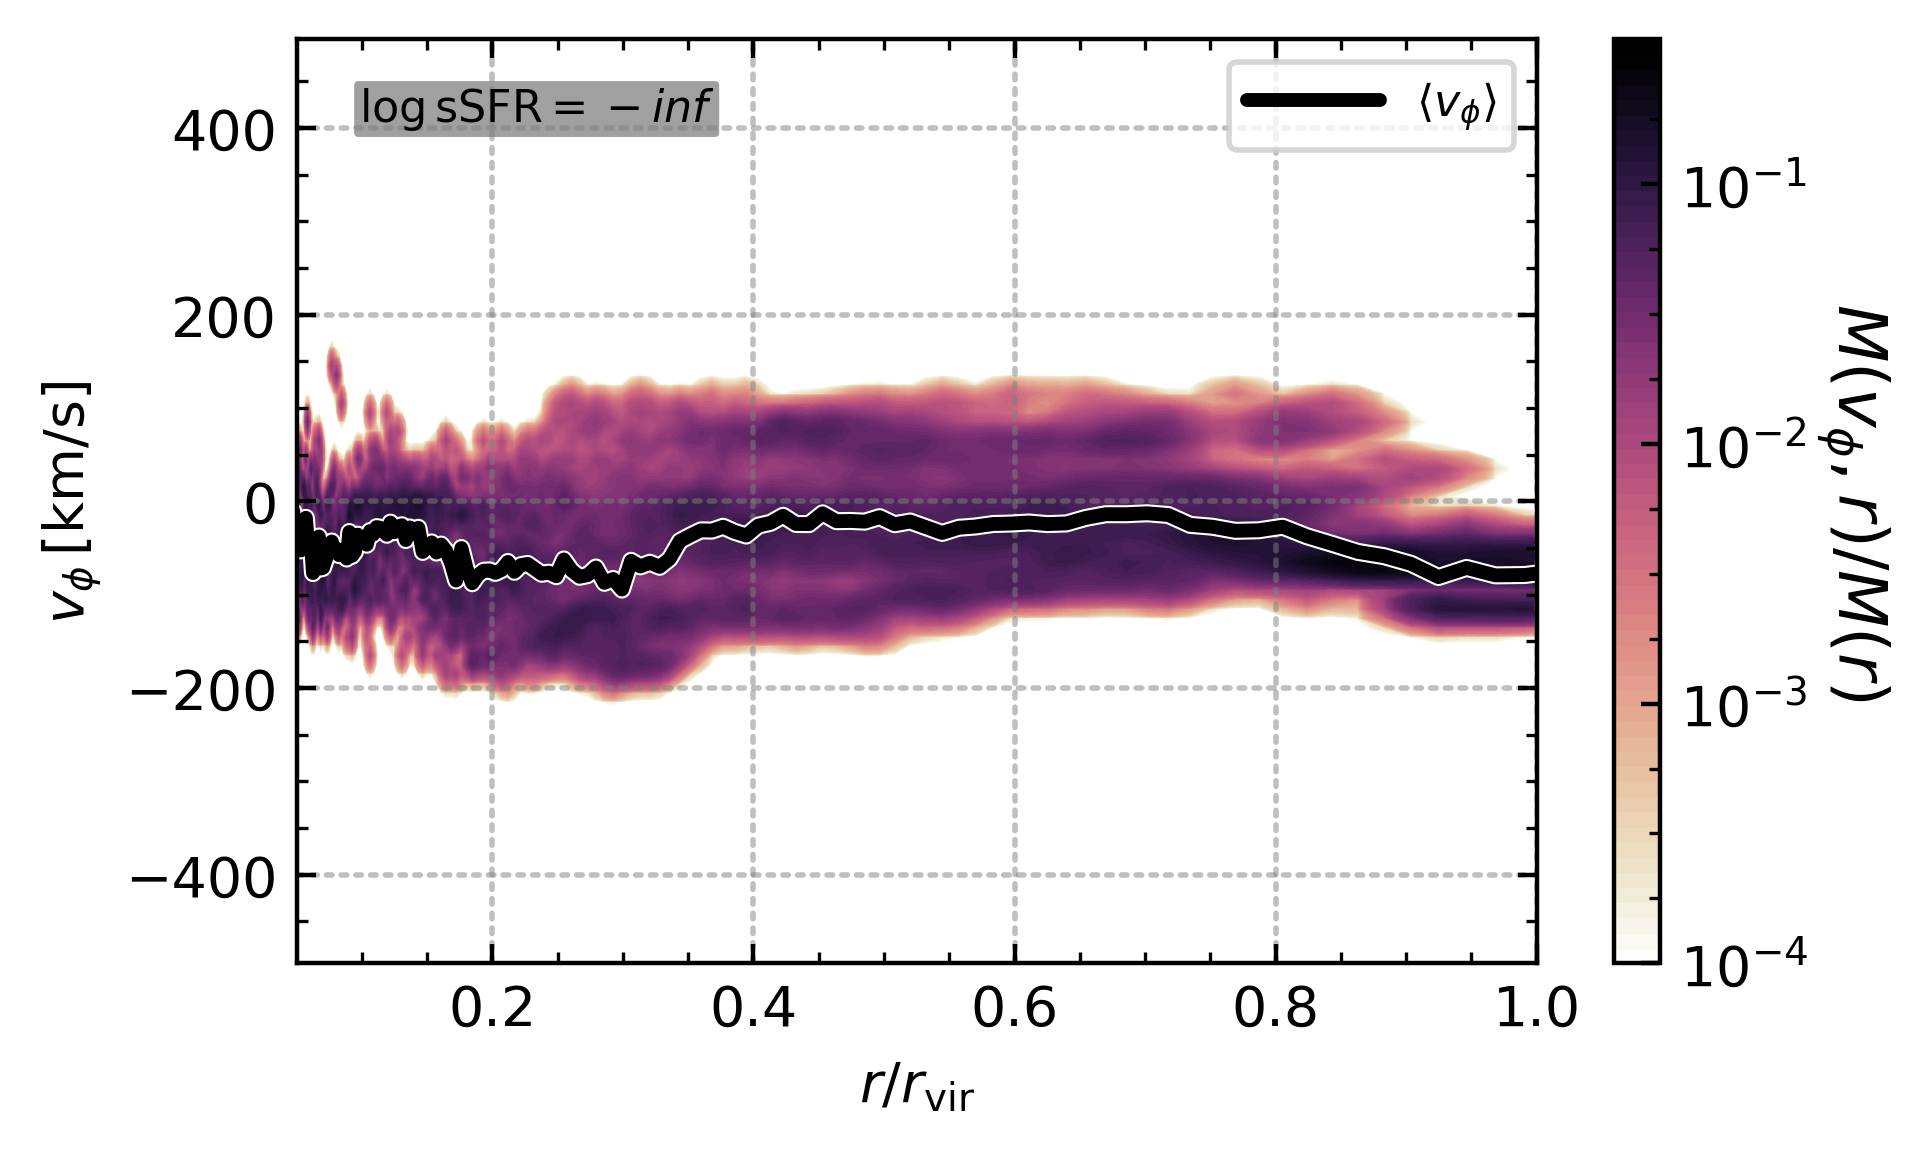 log sSFR = −inf
⟨v_ϕ⟩
400
200
0
−200
−400
v_ϕ [km/s]
0.2 0.4 0.6 0.8 1.0
r/r_vir
10⁻¹
10⁻²
10⁻³
10⁻⁴
M(v_ϕ, r)/M(r)